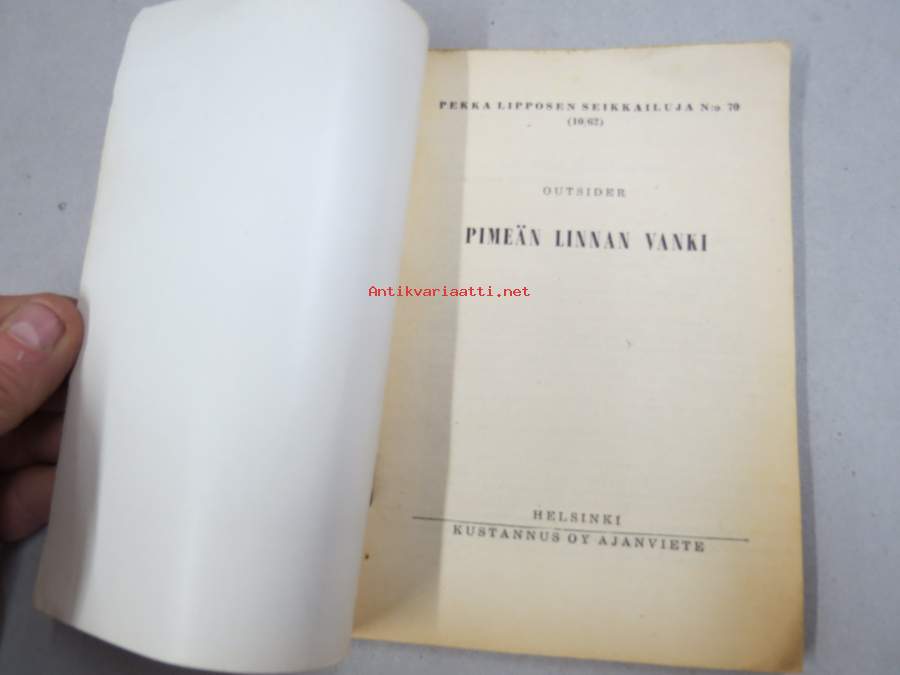 PEKKA LIPPOSEN SEIKKAILUJA N:o 70
(10/62)
OUTSIDER
PIMEÄN LINNAN VANKI
Antikvariaatti.net
HELSINKI
KUSTANNUS OY AJANVIETE